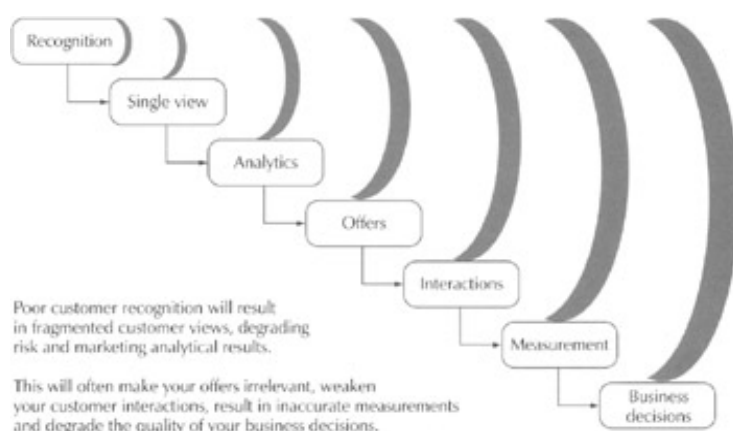 Recognition
Single view
Analytics
Offers
Interactions
Measurement
Business
decisions
Poor customer recognition will result
in fragmented customer views, degrading
risk and marketing analytical results.
This will often make your offers irrelevant, weaken
your customer interactions, result in inaccurate measurements
and degrade the quality of your business decisions.